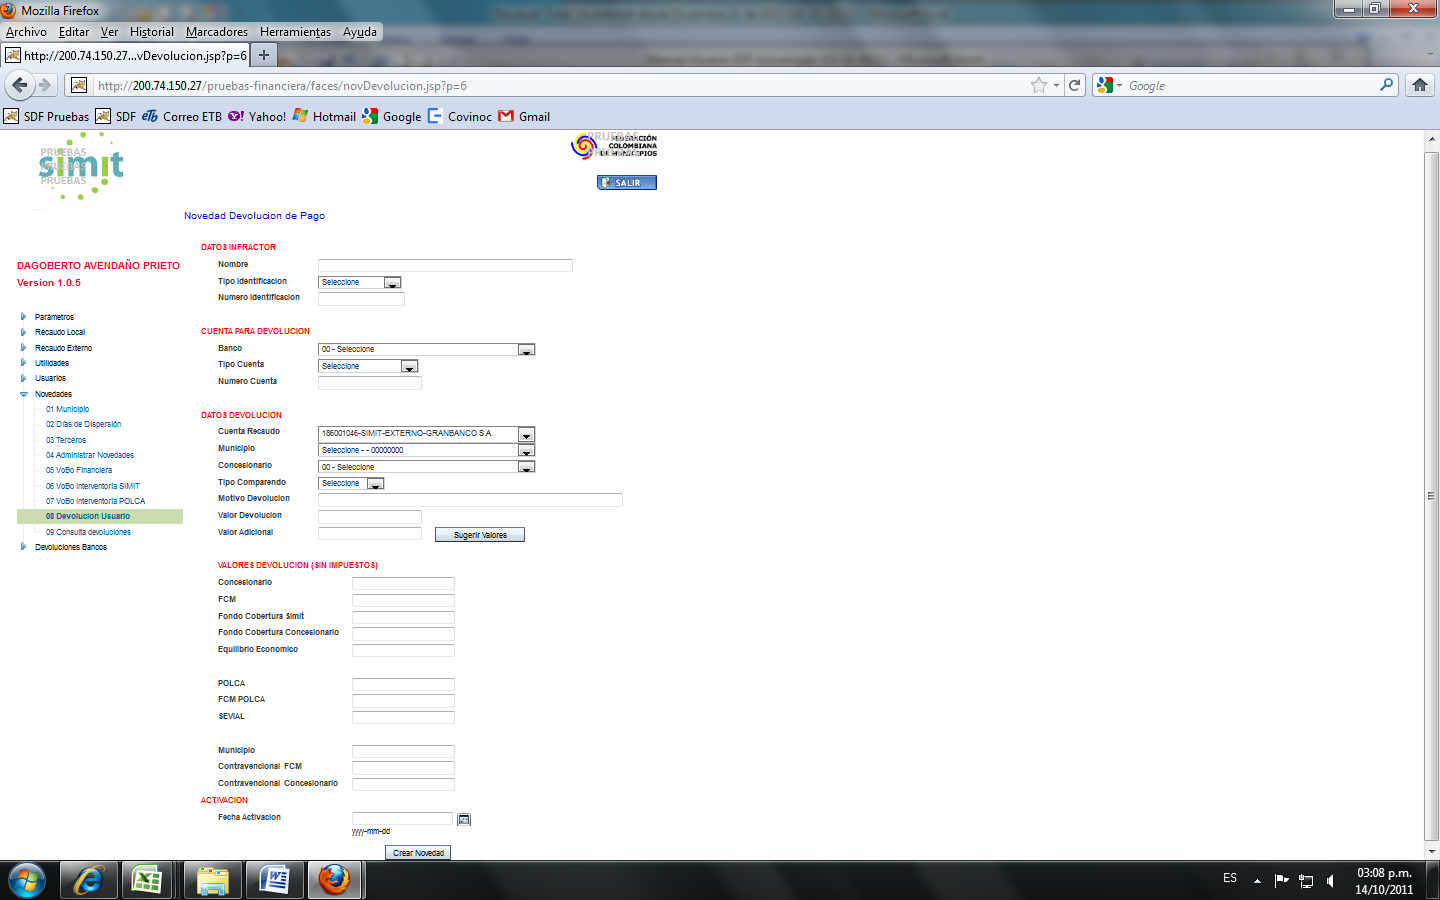 Mozilla Firefox
Archivo Editar Ver Historial Marcadores Herramientas Ayuda
http://200.74.150.27...vDevolucion.jsp?p=6
http://200.74.150.27/pruebas-financiera/faces/novDevolucion.jsp?p=6
Google
SDF Pruebas SDF Correo ETB Yahoo! Hotmail Google Covinoc Gmail
PRUEBAS
PRUEBAS
PRUEBAS
simit
PRUEBAS
FEDERACIÓN
COLOMBIANA
DE MUNICIPIOS
SALIR
Novedad Devolucion de Pago
DAGOBERTO AVENDAÑO PRIETO
Version 1.0.5
Parámetros
Recaudo Local
Recaudo Externo
Utilidades
Usuarios
Novedades
01 Municipio
02 Días de Dispersión
03 Terceros
04 Administrar Novedades
05 VoBo Financiera
06 VoBo Interventoria SIMIT
07 VoBo Interventoria POLCA
08 Devolucion Usuario
09 Consulta devoluciones
Devoluciones Bancos
DATOS INFRACTOR
Nombre
Tipo Identificacion Seleccione
Numero Identificacion
CUENTA PARA DEVOLUCION
Banco 00 - Seleccione
Tipo Cuenta Seleccione
Numero Cuenta
DATOS DEVOLUCION
Cuenta Recaudo 186001046-SIMIT-EXTERNO-GRANBANCO S.A.
Municipio Seleccione - - 00000000
Concesionario 00 - Seleccione
Tipo Comparendo Seleccione
Motivo Devolucion
Valor Devolucion
Valor Adicional Sugerir Valores
VALORES DEVOLUCION (SIN IMPUESTOS)
Concesionario
FCM
Fondo Cobertura Simit
Fondo Cobertura Concesionario
Equilibrio Economico
POLCA
FCM POLCA
SEVIAL
Municipio
Contravencional FCM
Contravencional Concesionario
ACTIVACION
Fecha Activacion
yyyy-mm-dd
Crear Novedad
ES
03:08 p.m.
14/10/2011